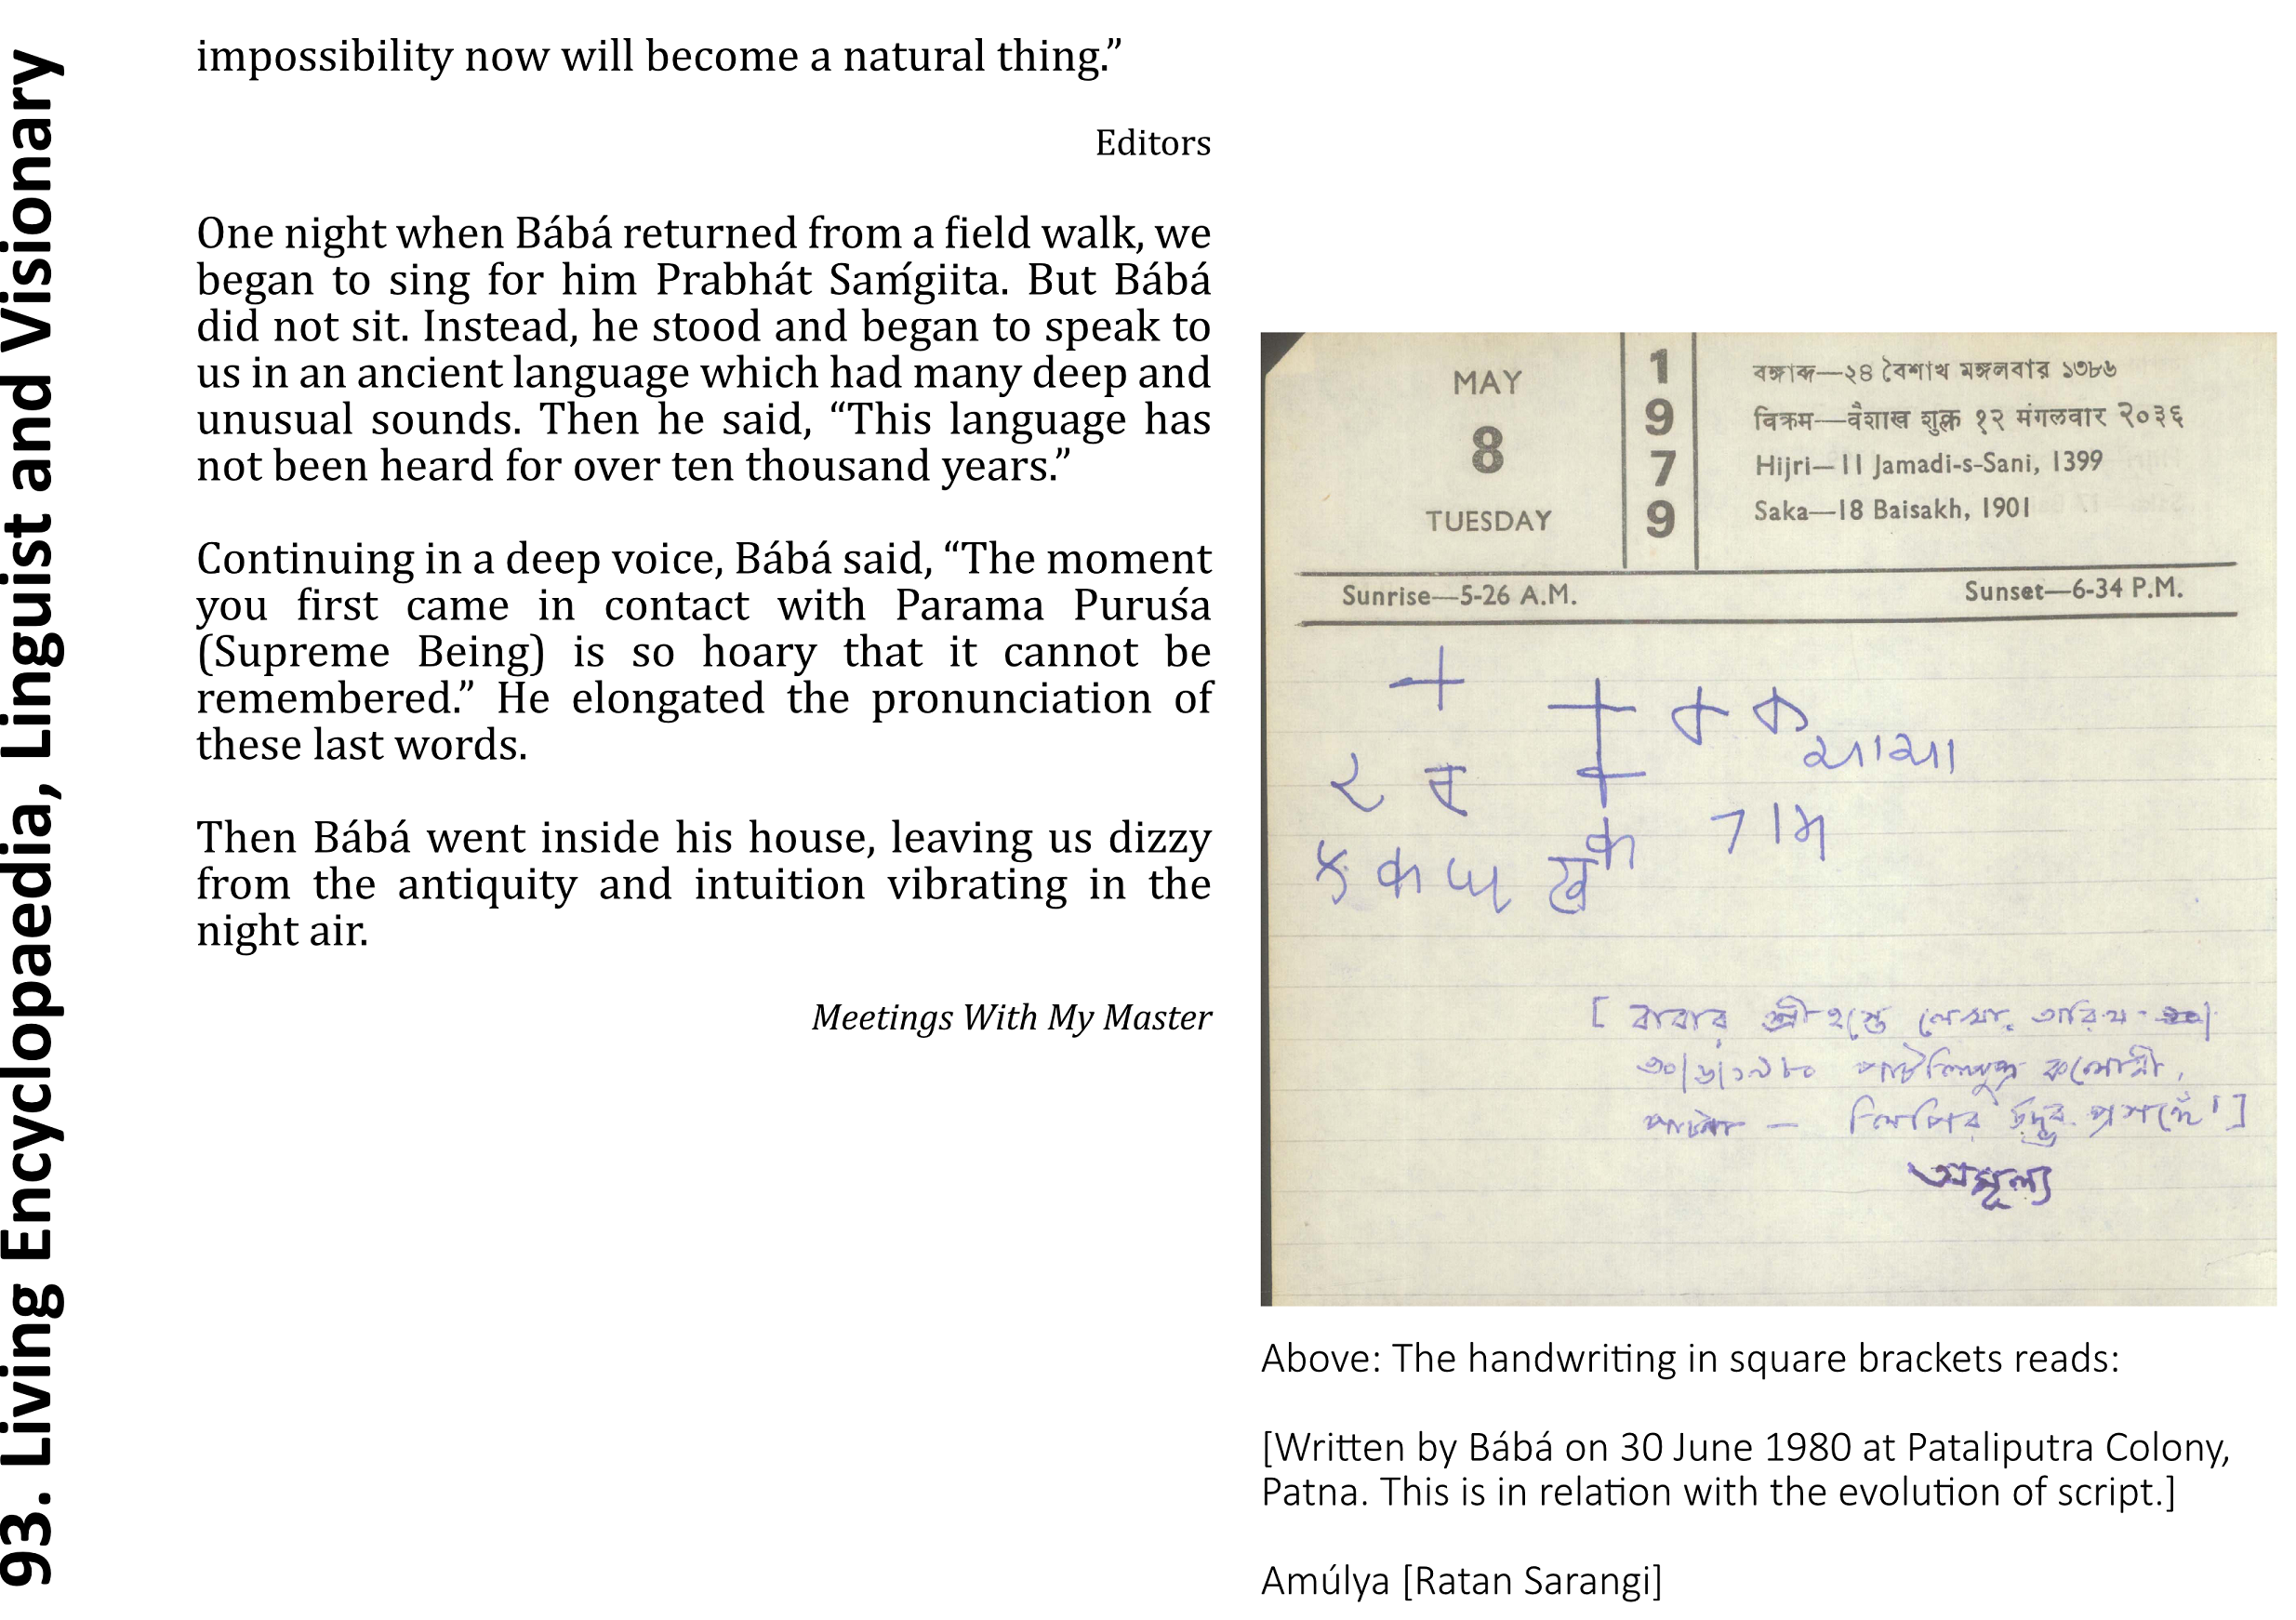 93. Living Encyclopaedia, Linguist and Visionary
impossibility now will become a natural thing.”
Editors
One night when Bábá returned from a field walk, we
began to sing for him Prabhát Saḿgiita. But Bábá
did not sit. Instead, he stood and began to speak to
us in an ancient language which had many deep and
unusual sounds. Then he said, “This language has
not been heard for over ten thousand years.”
Continuing in a deep voice, Bábá said, “The moment
you first came in contact with Parama Puruśa
(Supreme Being) is so hoary that it cannot be
remembered.” He elongated the pronunciation of
these last words.
Then Bábá went inside his house, leaving us dizzy
from the antiquity and intuition vibrating in the
night air.
Meetings With My Master
MAY
8
TUESDAY
1
9
7
9
বঙ্গাব্দ—২৪ বৈশাখ মঙ্গলবার ১৩৮৬
विक्रम—वैशाख शुक्ल १२ मंगलवार २०३६
Hijri—11 Jamadi-s-Sani, 1399
Saka—18 Baisakh, 1901
Sunrise—5-26 A.M.
Sunset—6-34 P.M.
[ বাবার শ্রীহস্তে লেখা. তারিখ-
৩০/৬/১৯৮০ পাটলিপুত্র কলোনী,
পাটনা — লিপির উদ্ভব প্রসঙ্গে।]
অমূল্য
Above: The handwriting in square brackets reads:
[Written by Bábá on 30 June 1980 at Pataliputra Colony,
Patna. This is in relation with the evolution of script.]
Amúlya [Ratan Sarangi]